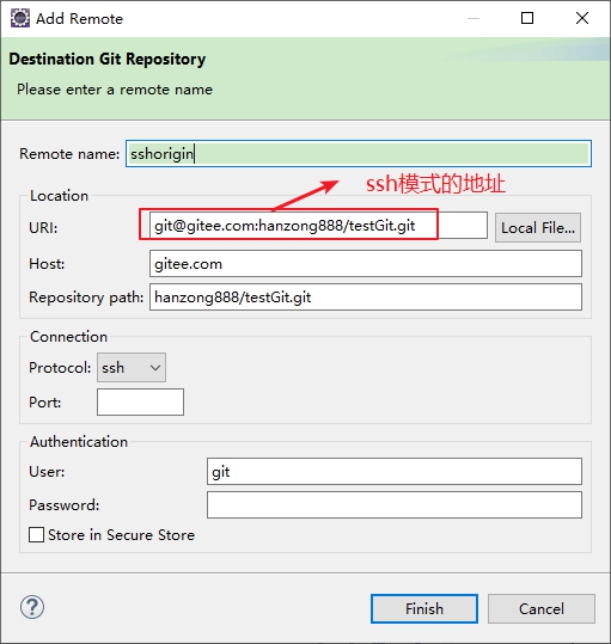 Add Remote
Destination Git Repository
Please enter a remote name
Remote name: sshorigin
ssh模式的地址
Location
URI: git@gitee.com:hanzong888/testGit.git Local File...
Host: gitee.com
Repository path: hanzong888/testGit.git
Connection
Protocol: ssh
Port:
Authentication
User: git
Password:
Store in Secure Store
? Finish Cancel